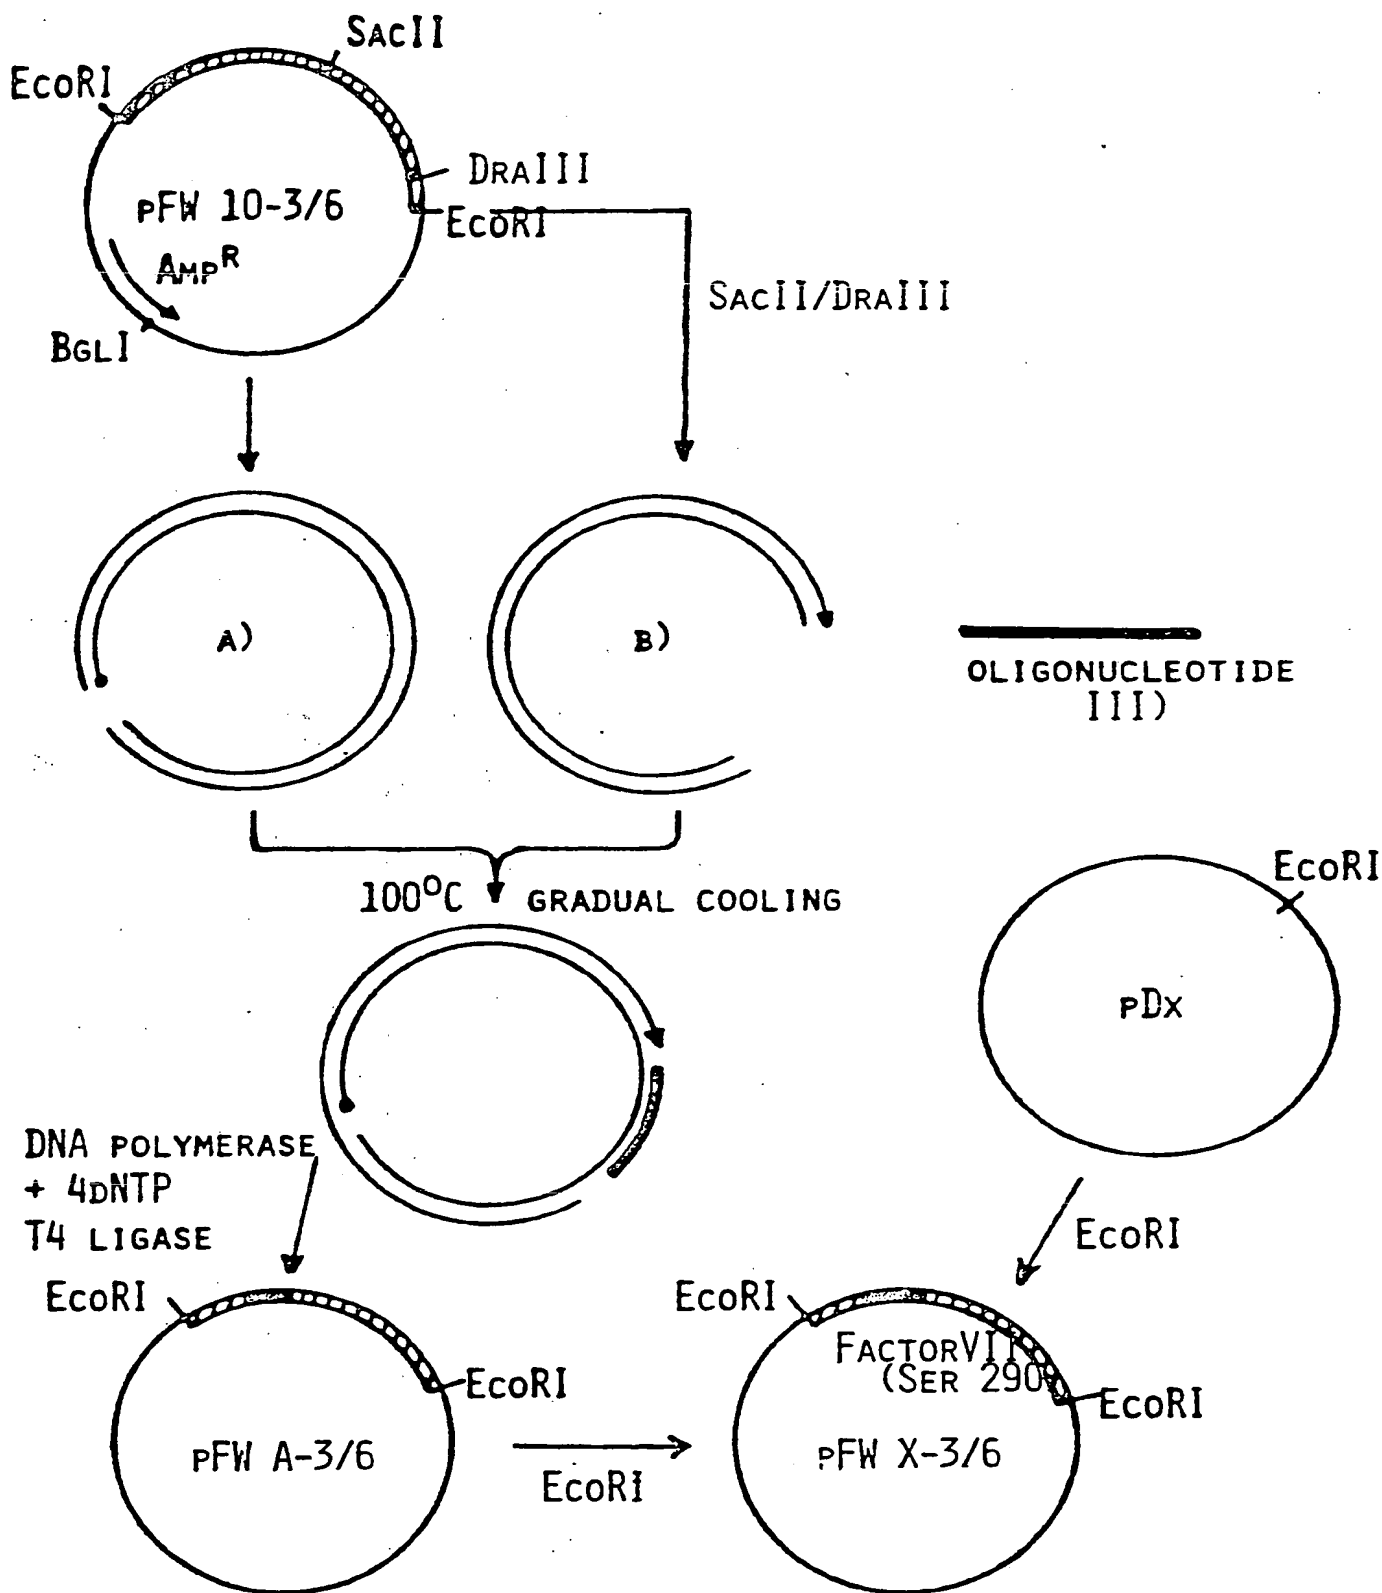 SacII
EcoRI
DraIII
pFW 10-3/6
EcoRI
AmpR
SacII/DraIII
BglI
A)
B)
OLIGONUCLEOTIDE
III)
EcoRI
100°C GRADUAL COOLING
pDx
DNA POLYMERASE
+ 4dNTP
T4 LIGASE
EcoRI
EcoRI
EcoRI
Factor VII
(Ser 290
EcoRI
EcoRI
pFW A-3/6
pFW X-3/6
EcoRI